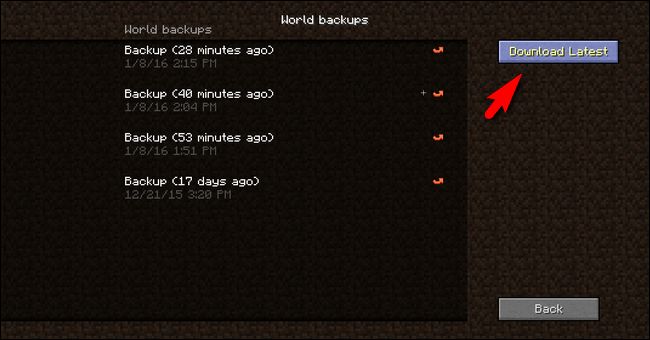 World backups
World backups
Backup (28 minutes ago)
1/8/16 2:15 PM
Backup (40 minutes ago)
1/8/16 2:04 PM
Backup (53 minutes ago)
1/8/16 1:51 PM
Backup (17 days ago)
12/21/15 3:20 PM
Download Latest
Back